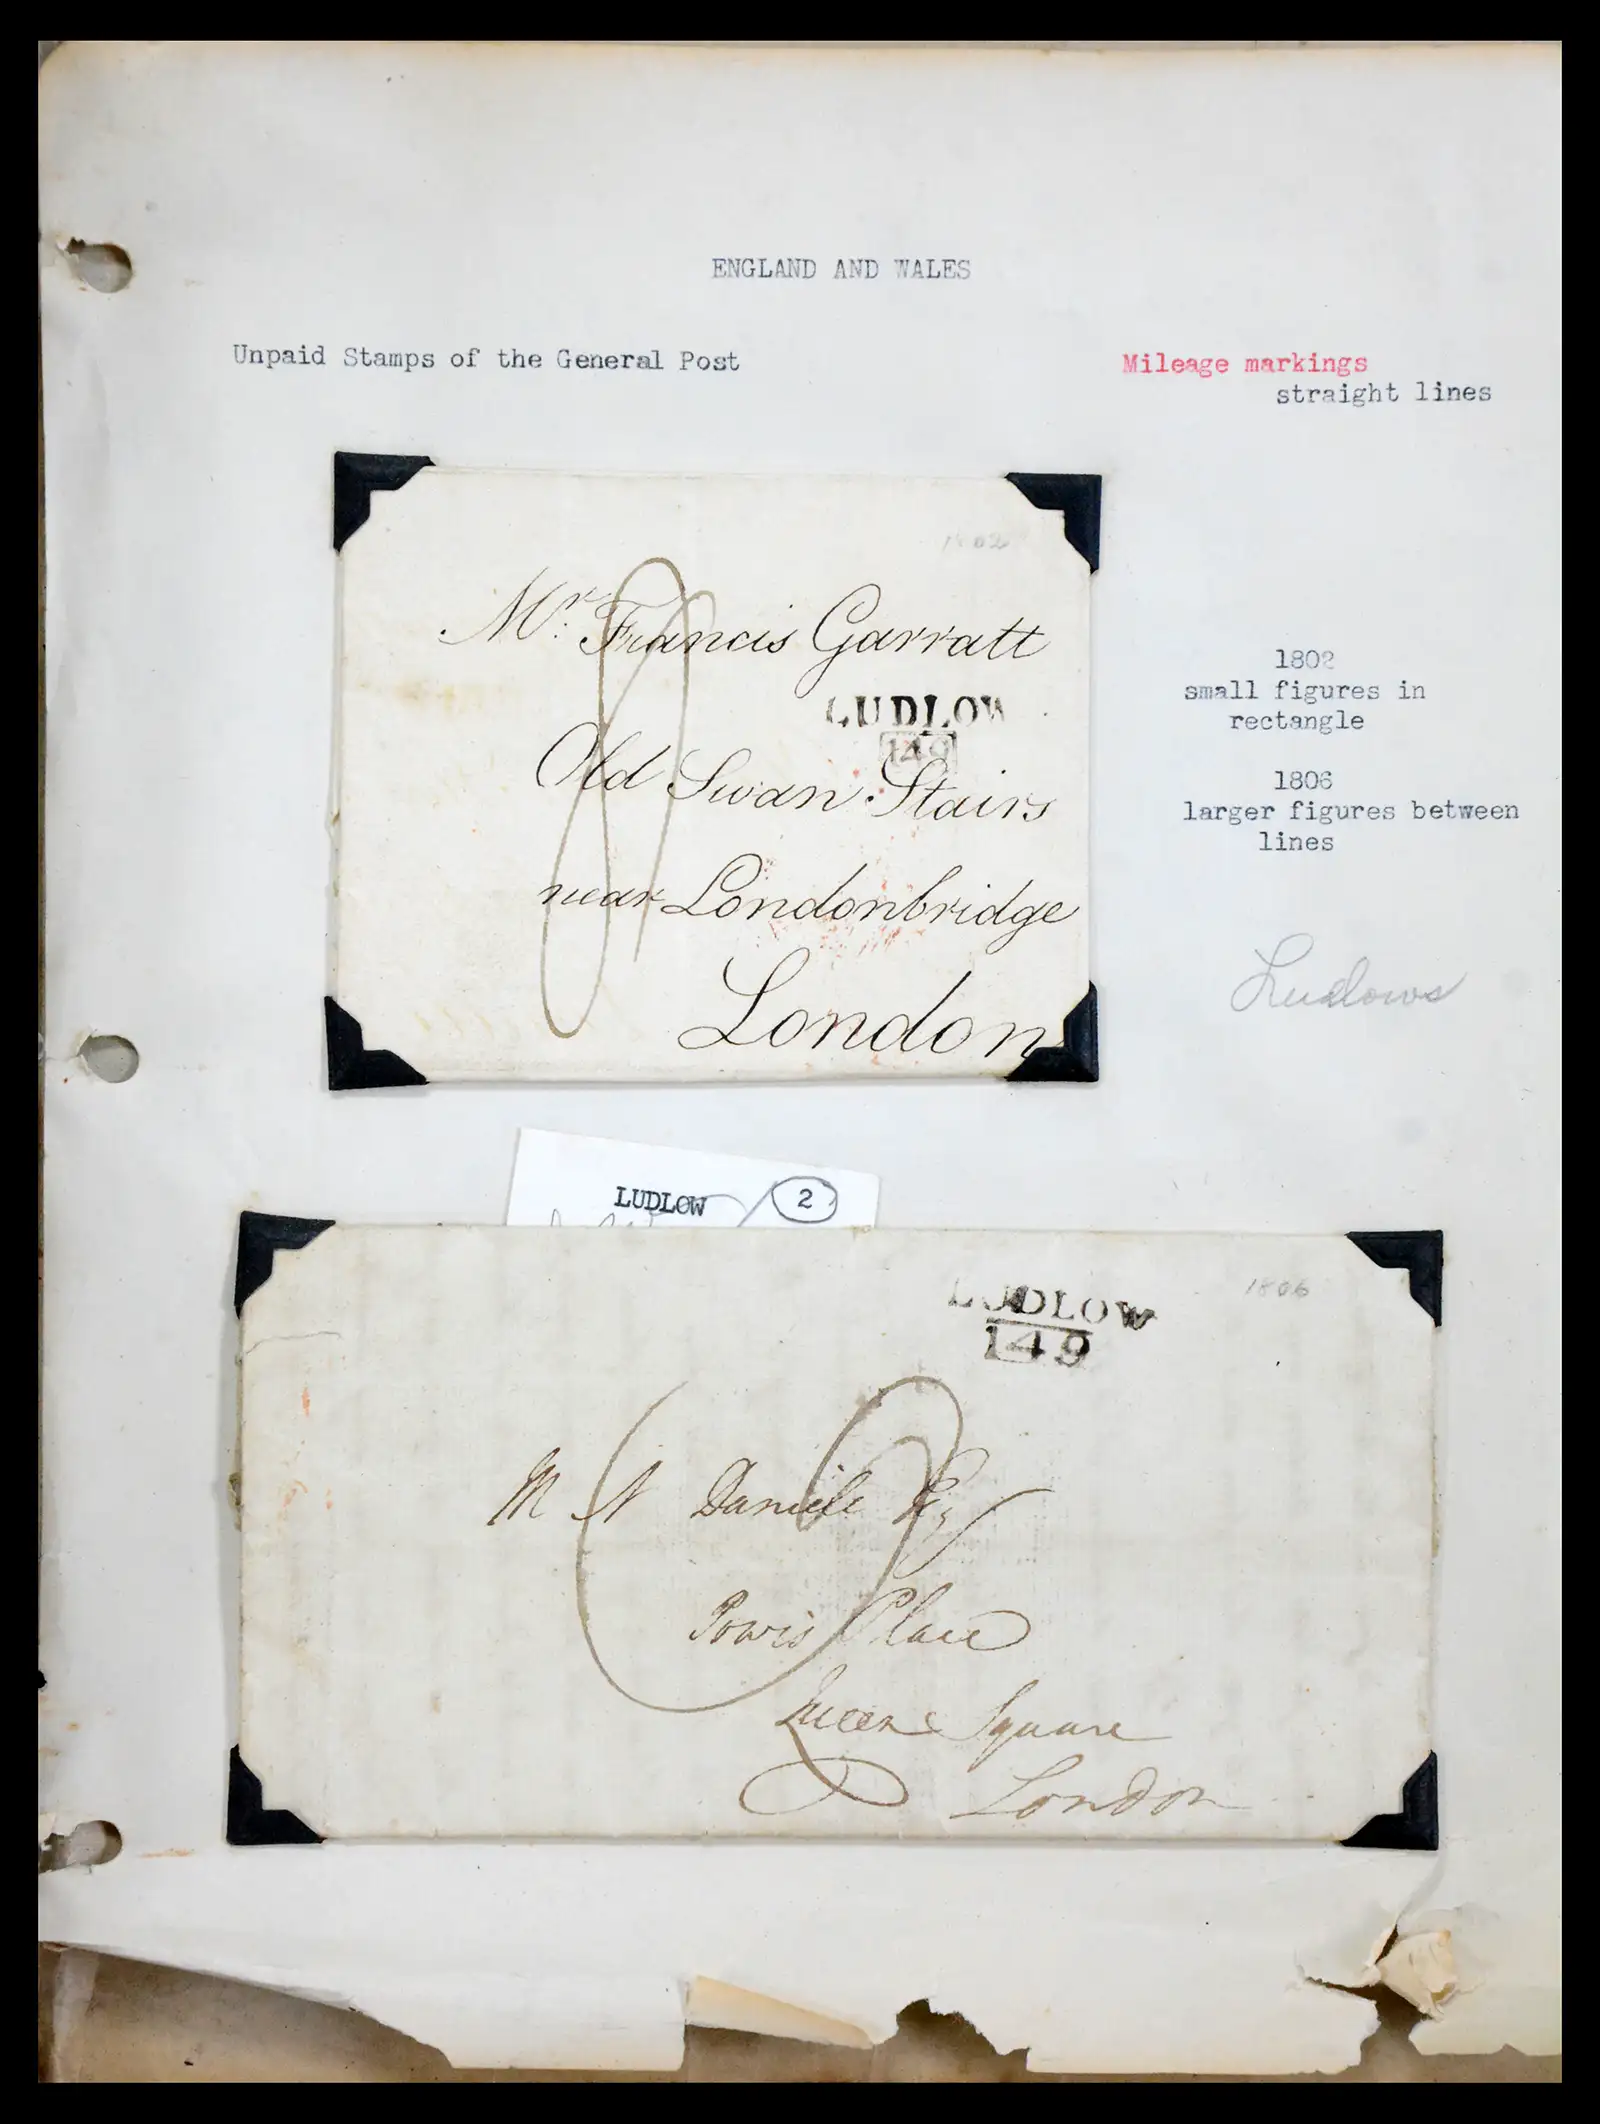 ENGLAND AND WALES
Unpaid Stamps of the General Post
Mileage markings
straight lines
1802
Mr. Francis Garratt
LUDLOW
149
Old Swan Stairs
near Londonbridge
London
1802
small figures in
rectangle
1806
larger figures between
lines
Ludlows
LUDLOW 2
LUDLOW
149
1806
M N Daniel Esq
Powis Place
Queen Square
London